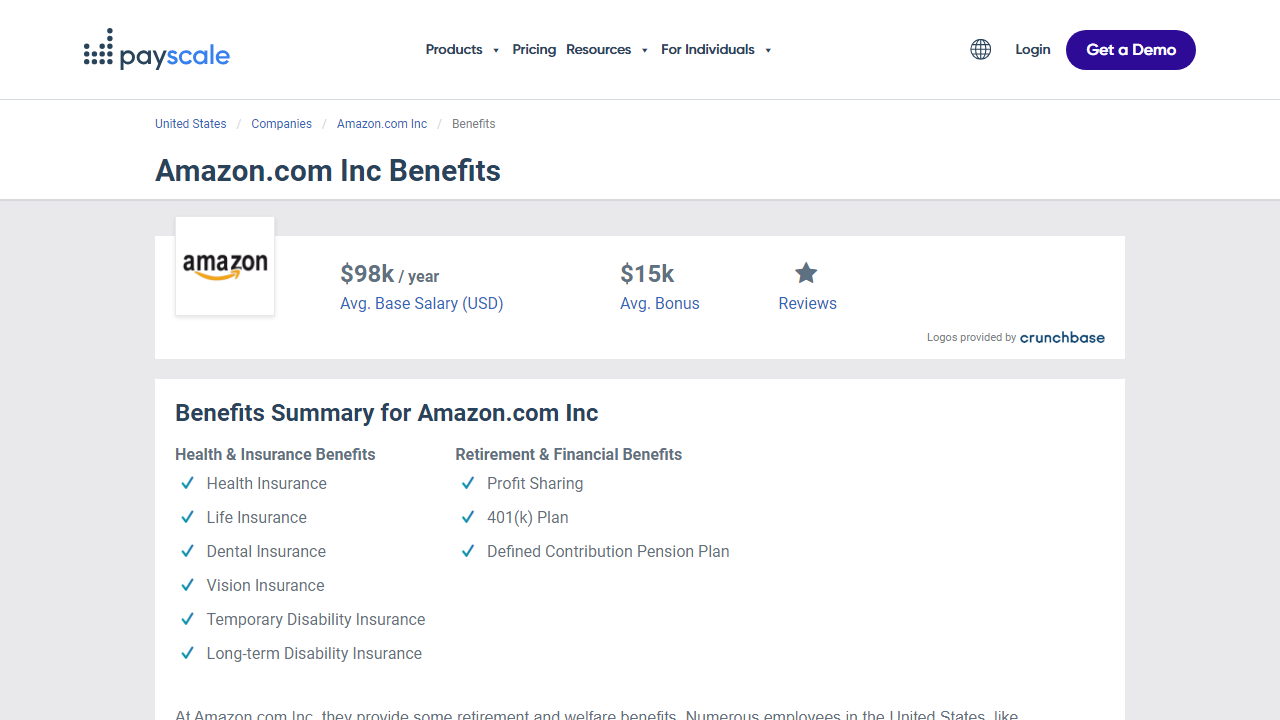 payscale
Products Pricing Resources For Individuals
Login
Get a Demo
United States / Companies / Amazon.com Inc / Benefits
Amazon.com Inc Benefits
amazon
$98k / year
Avg. Base Salary (USD)
$15k
Avg. Bonus
Reviews
Logos provided by crunchbase
Benefits Summary for Amazon.com Inc
Health & Insurance Benefits
Health Insurance
Life Insurance
Dental Insurance
Vision Insurance
Temporary Disability Insurance
Long-term Disability Insurance
Retirement & Financial Benefits
Profit Sharing
401(k) Plan
Defined Contribution Pension Plan
At Amazon.com Inc, they provide some retirement and welfare benefits. Numerous employees in the United States, like